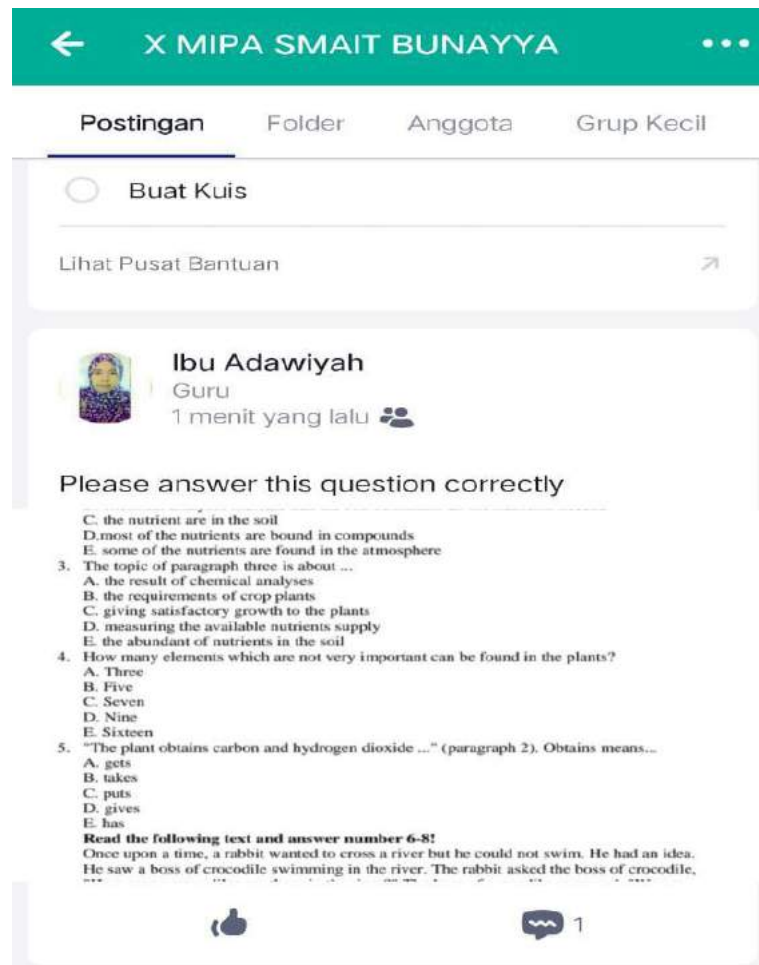 X MIPA SMAIT BUNAYYA
Postingan Folder Anggota Grup Kecil
Buat Kuis
Lihat Pusat Bantuan
Ibu Adawiyah
Guru
1 menit yang lalu
Please answer this question correctly
C. the nutrient are in the soil
D.most of the nutrients are bound in compounds
E. some of the nutrients are found in the atmosphere
3. The topic of paragraph three is about ...
A. the result of chemical analyses
B. the requirements of crop plants
C. giving satisfactory growth to the plants
D. measuring the available nutrients supply
E. the abundant of nutrients in the soil
4. How many elements which are not very important can be found in the plants?
A. Three
B. Five
C. Seven
D. Nine
E. Sixteen
5. "The plant obtains carbon and hydrogen dioxide ..." (paragraph 2). Obtains means...
A. gets
B. takes
C. puts
D. gives
E. has
Read the following text and answer number 6-8!
Once upon a time, a rabbit wanted to cross a river but he could not swim. He had an idea.
He saw a boss of crocodile swimming in the river. The rabbit asked the boss of crocodile,
1